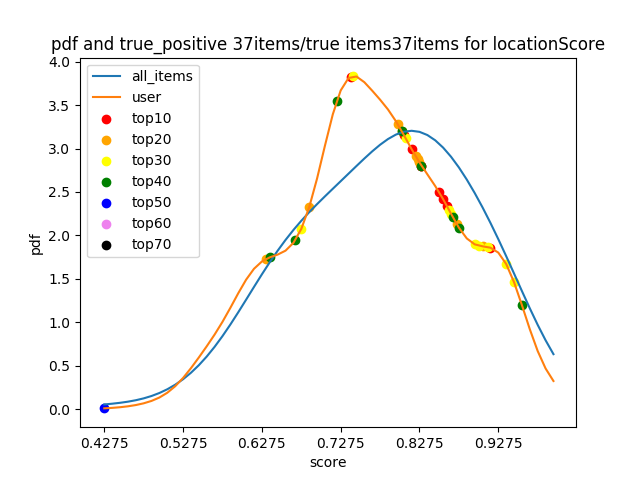 pdf and true_positive 37items/true items37items for locationScore
all_items
user
top10
top20
top30
top40
top50
top60
top70
4.0
3.5
3.0
2.5
2.0
1.5
1.0
0.5
0.0
pdf
0.4275 0.5275 0.6275 0.7275 0.8275 0.9275
score